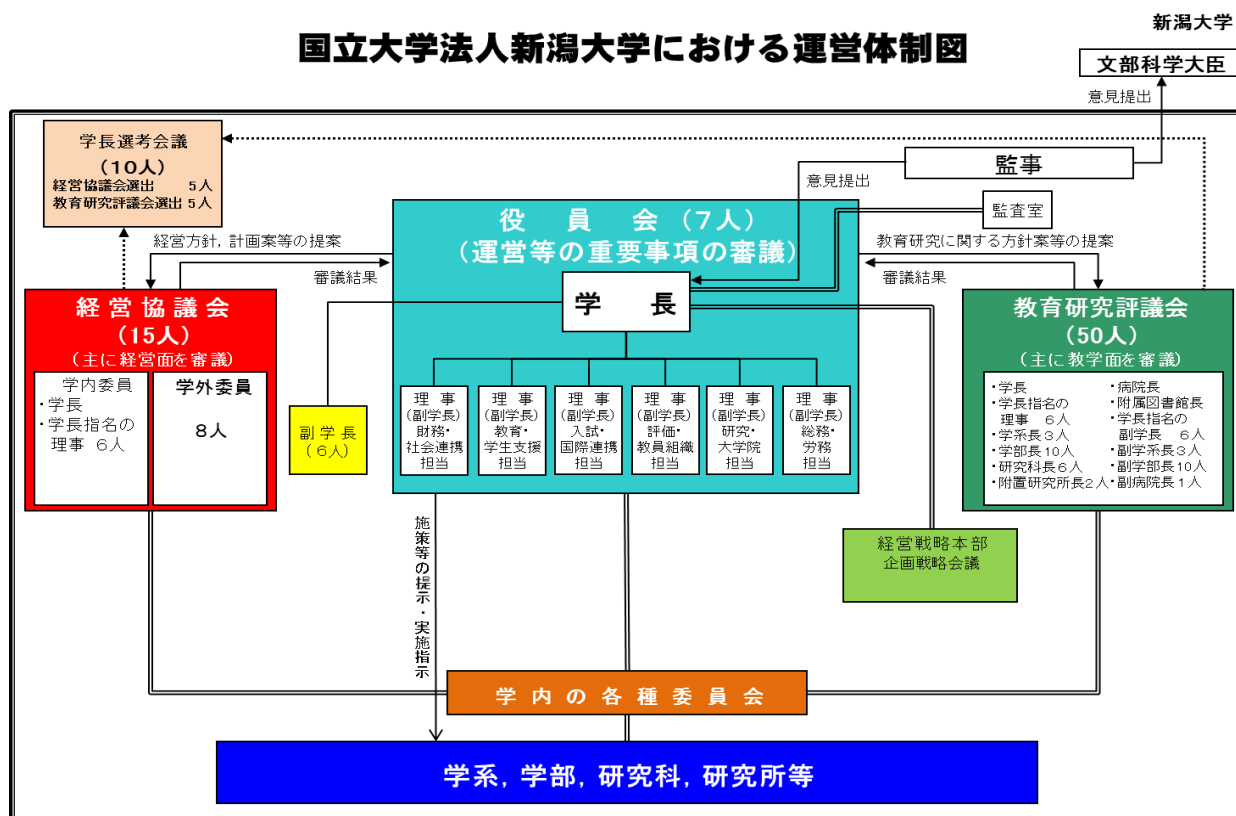 新潟大学
国立大学法人新潟大学における運営体制図
文部科学大臣
意見提出
学長選考会議
(10人)
経営協議会選出 5人
教育研究評議会選出 5人
監事
意見提出
監査室
役員会(7人)
(運営等の重要事項の審議)
経営方針, 計画案等の提案
審議結果
教育研究に関する方針案等の提案
審議結果
学長
経営協議会
(15人)
(主に経営面を審議)
学内委員
・学長
・学長指名の
理事 6人
学外委員
8人
副学長
(6人)
理事
(副学長)
財務・
社会連携
担当
理事
(副学長)
教育・
学生支援
担当
理事
(副学長)
入試・
国際連携
担当
理事
(副学長)
評価・
教員組織
担当
理事
(副学長)
研究・
大学院
担当
理事
(副学長)
総務・
労務
担当
教育研究評議会
(50人)
(主に教学面を審議)
・学長
・学長指名の
理事 6人
・学系長3人
・学部長10人
・研究科長6人
・附置研究所長2人
・病院長
・附属図書館長
・学長指名の
副学長 6人
・副学系長3人
・副学部長10人
・副病院長1人
経営戦略本部
企画戦略会議
施策等の提示・実施指示
学内の各種委員会
学系, 学部, 研究科, 研究所等